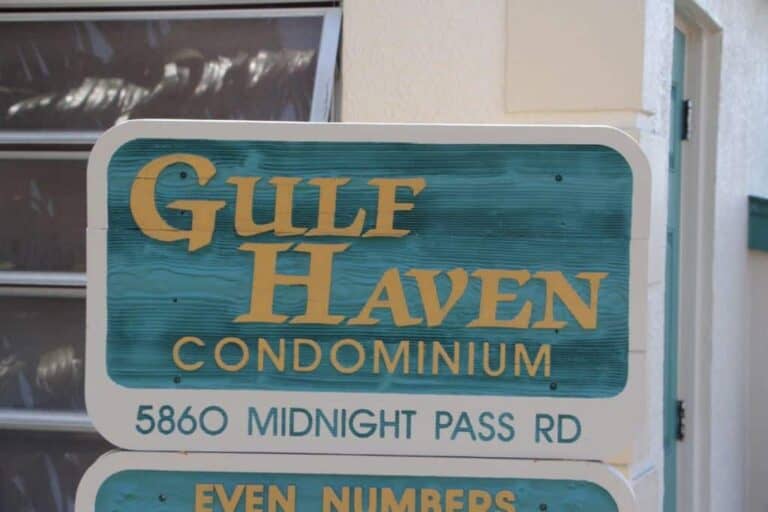 GULF
HAVEN
CONDOMINIUM
5860 MIDNIGHT PASS RD
EVEN NUMBERS